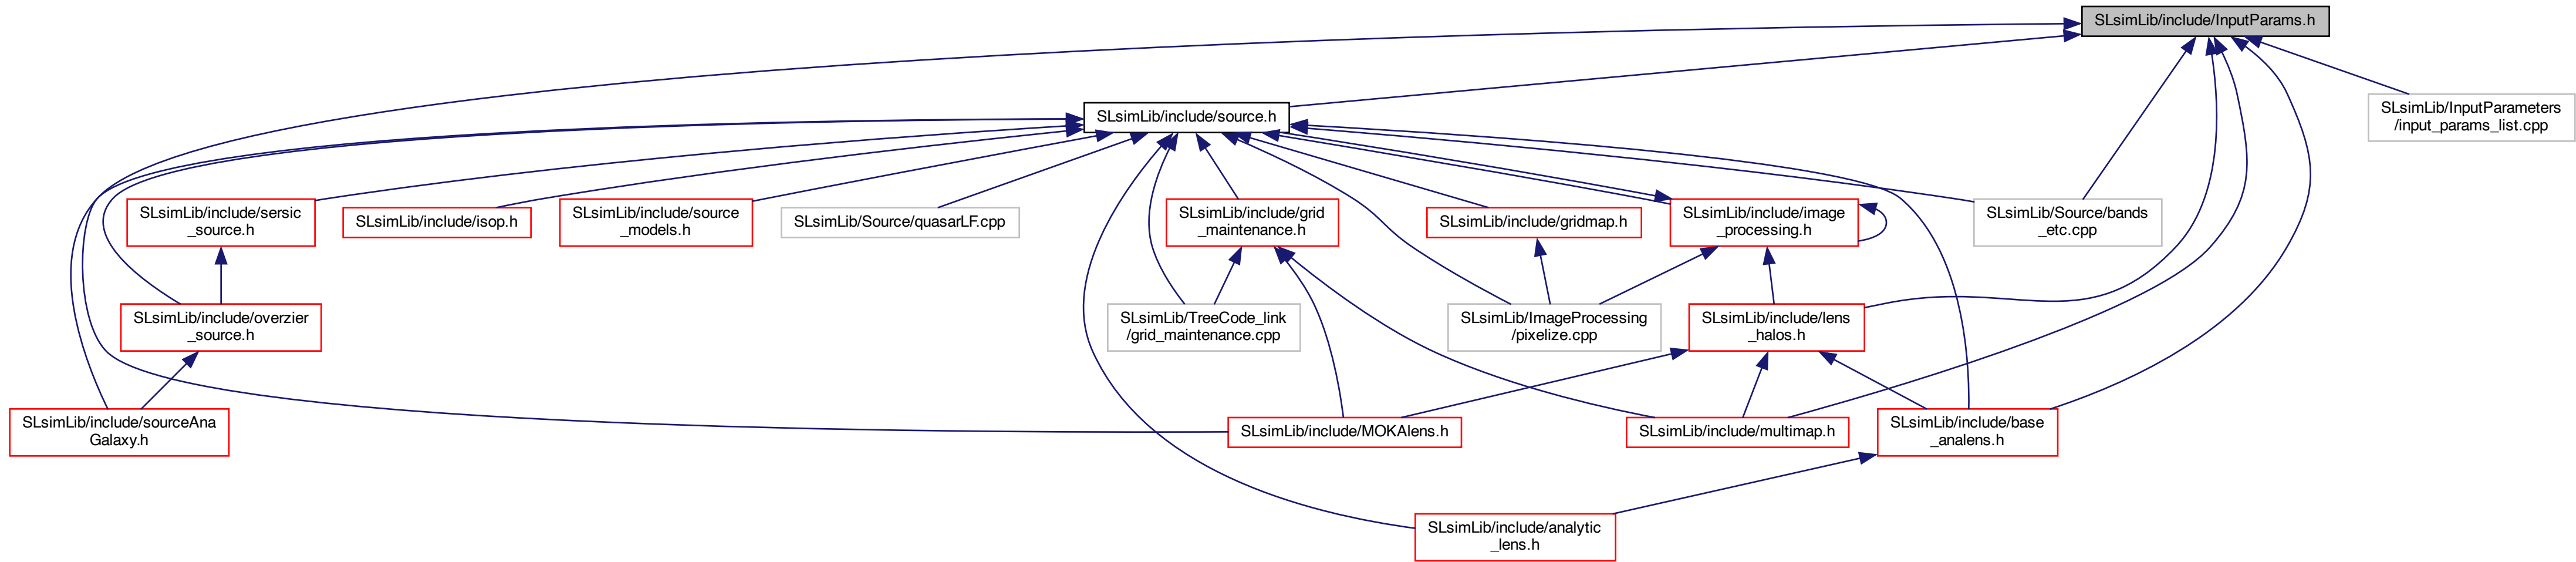 SLsimLib/include/InputParams.h
SLsimLib/include/source.h
SLsimLib/InputParameters
/input_params_list.cpp
SLsimLib/include/sersic
_source.h
SLsimLib/include/isop.h
SLsimLib/include/source
_models.h
SLsimLib/Source/quasarLF.cpp
SLsimLib/include/grid
_maintenance.h
SLsimLib/include/gridmap.h
SLsimLib/include/image
_processing.h
SLsimLib/Source/bands
_etc.cpp
SLsimLib/include/overzier
_source.h
SLsimLib/TreeCode_link
/grid_maintenance.cpp
SLsimLib/ImageProcessing
/pixelize.cpp
SLsimLib/include/lens
_halos.h
SLsimLib/include/sourceAna
Galaxy.h
SLsimLib/include/MOKAlens.h
SLsimLib/include/multimap.h
SLsimLib/include/base
_analens.h
SLsimLib/include/analytic
_lens.h